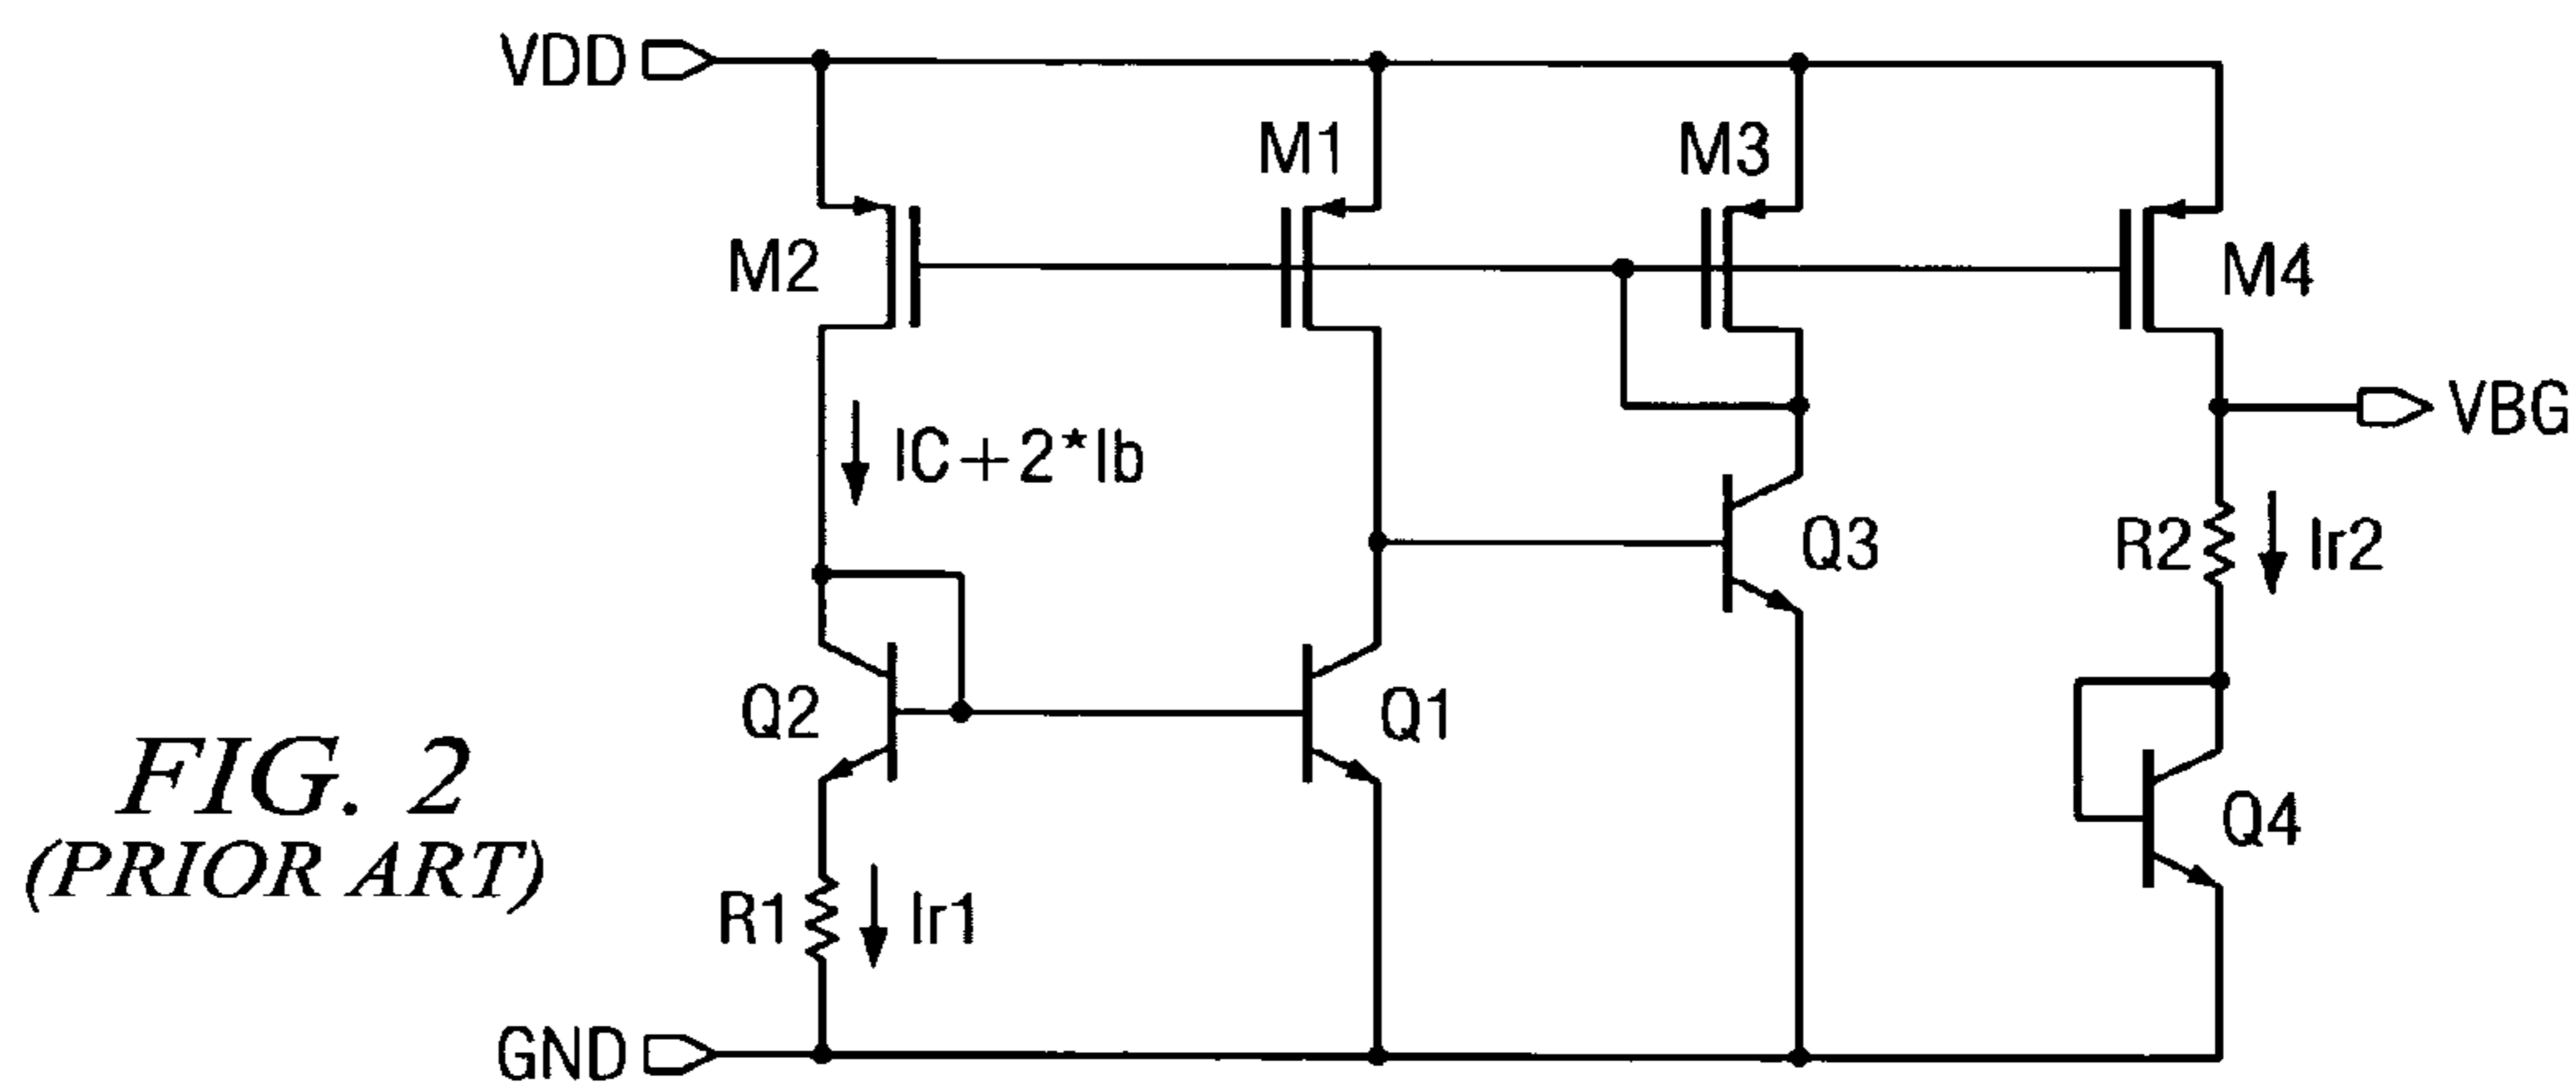 VDD
M1
M3
M2
M4
IC+2*Ib
VBG
Q3
R2
Ir2
Q2
Q1
Q4
FIG. 2
(PRIOR ART)
R1
Ir1
GND